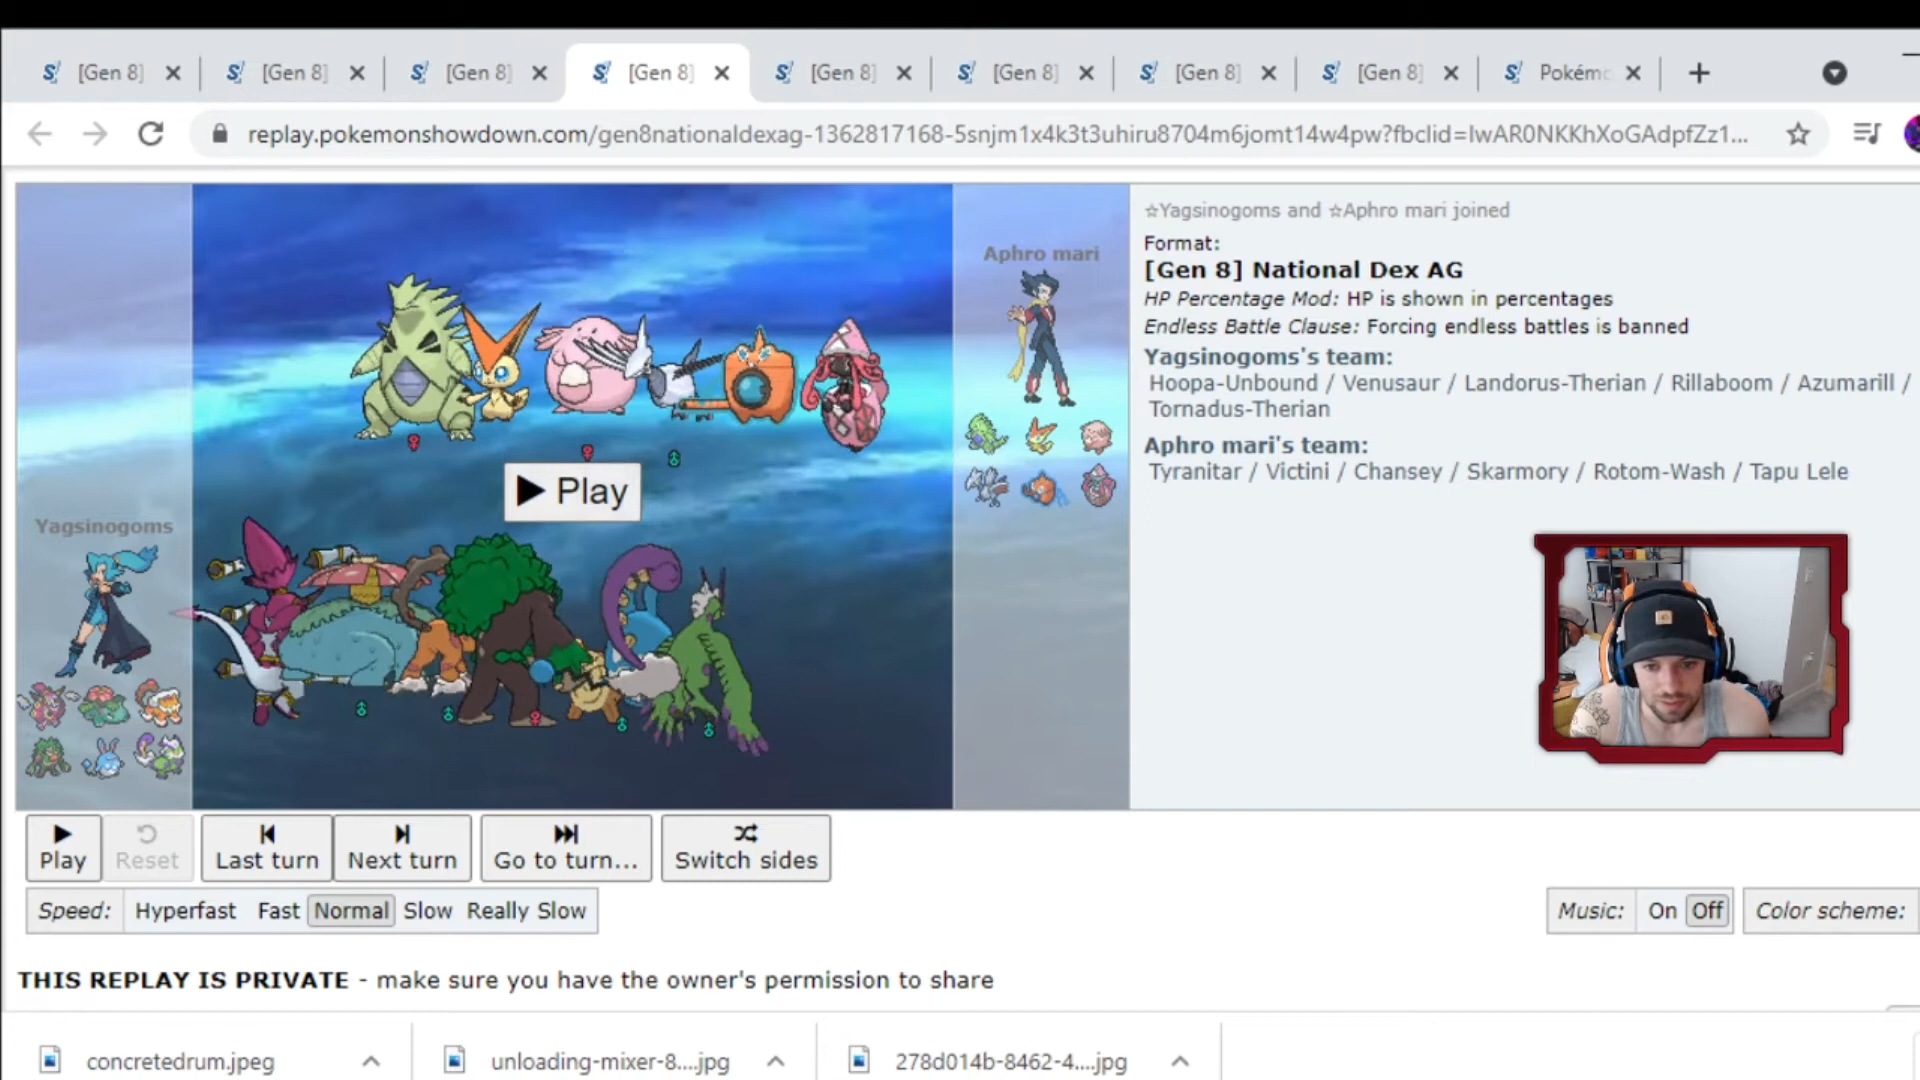 [Gen 8]
[Gen 8]
[Gen 8]
[Gen 8]
[Gen 8]
[Gen 8]
[Gen 8]
[Gen 8]
Pokémo
replay.pokemonshowdown.com/gen8nationaldexag-1362817168-5snjm1x4k3t3uhiru8704m6jomt14w4pw?fbclid=IwAR0NKKhXoGAdpfZz1...
Aphro mari
Play
Yagsinogoms
☆Yagsinogoms and ☆Aphro mari joined
Format:
[Gen 8] National Dex AG
HP Percentage Mod: HP is shown in percentages
Endless Battle Clause: Forcing endless battles is banned
Yagsinogoms's team:
Hoopa-Unbound / Venusaur / Landorus-Therian / Rillaboom / Azumarill /
Tornadus-Therian
Aphro mari's team:
Tyranitar / Victini / Chansey / Skarmory / Rotom-Wash / Tapu Lele
Play
Reset
Last turn
Next turn
Go to turn...
Switch sides
Speed: Hyperfast Fast Normal Slow Really Slow
Music: On Off
Color scheme:
THIS REPLAY IS PRIVATE - make sure you have the owner's permission to share
concretedrum.jpeg
unloading-mixer-8....jpg
278d014b-8462-4....jpg